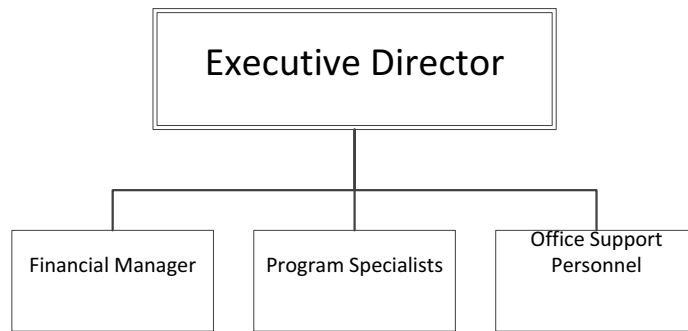 Executive Director
Financial Manager
Program Specialists
Office Support
Personnel